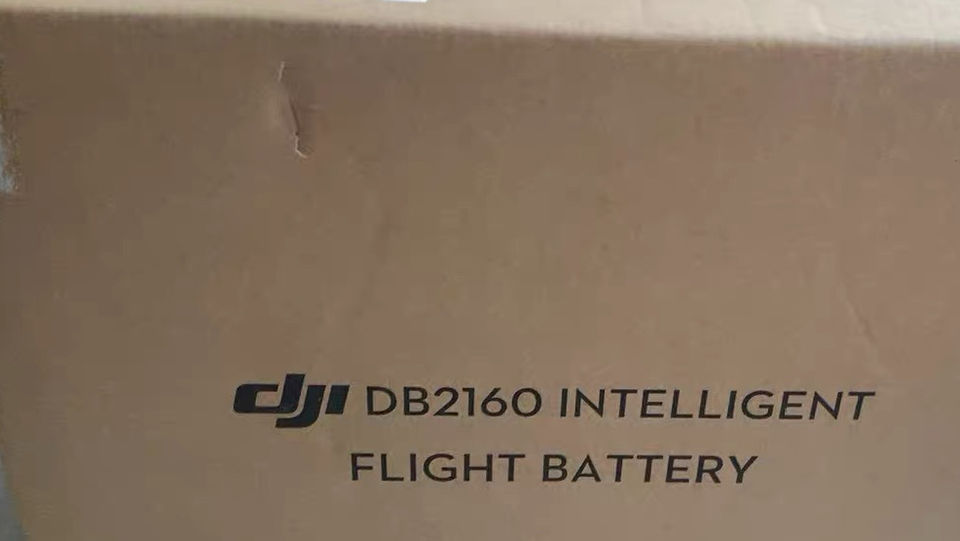 dji DB2160 INTELLIGENT
FLIGHT BATTERY